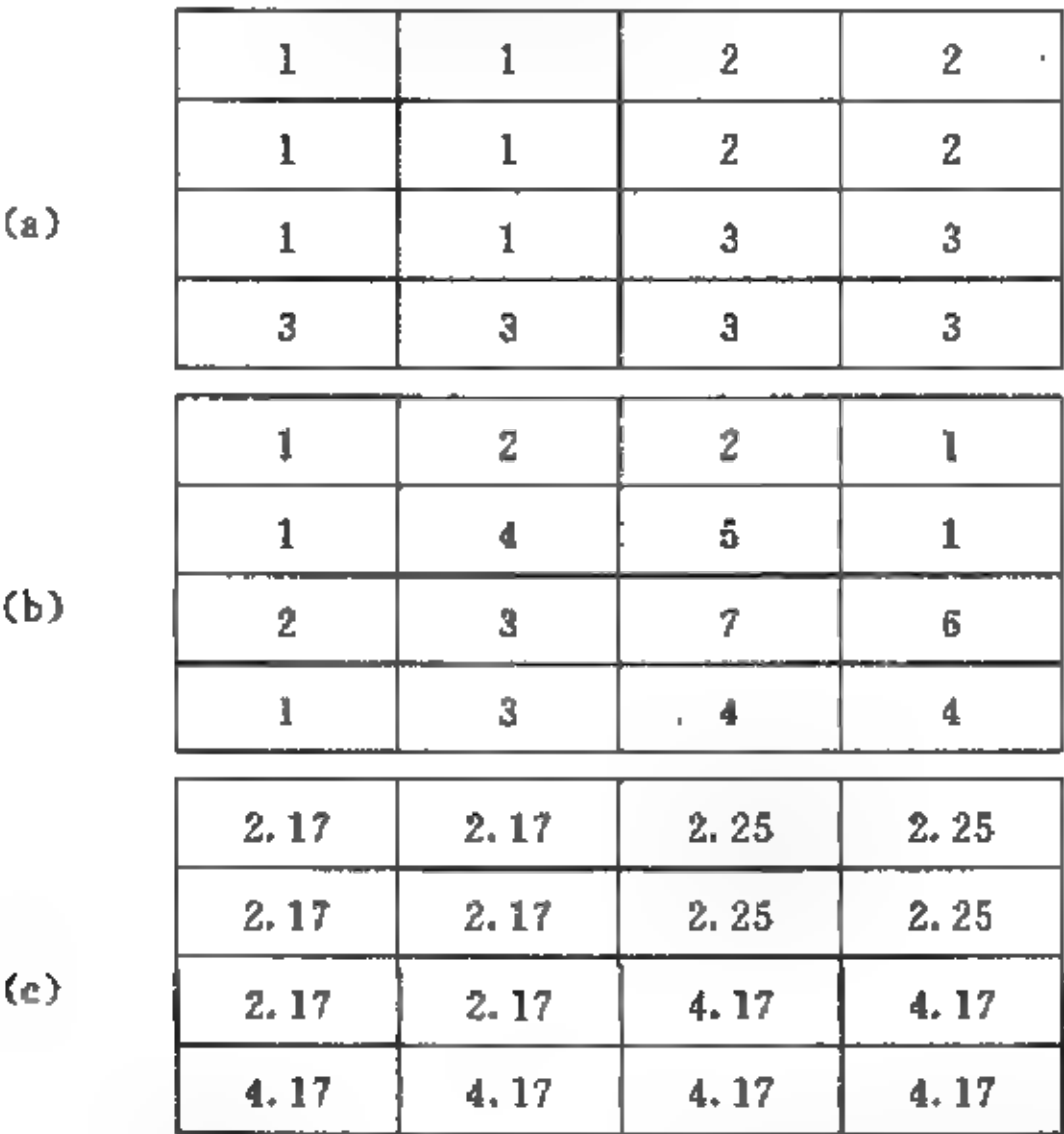 1 1 2 2
1 1 2 2
(a)
1 1 3 3
3 3 3 3
1 2 2 1
1 4 5 1
(b)
2 3 7 6
1 3 4 4
2.17 2.17 2.25 2.25
2.17 2.17 2.25 2.25
(c)
2.17 2.17 4.17 4.17
4.17 4.17 4.17 4.17